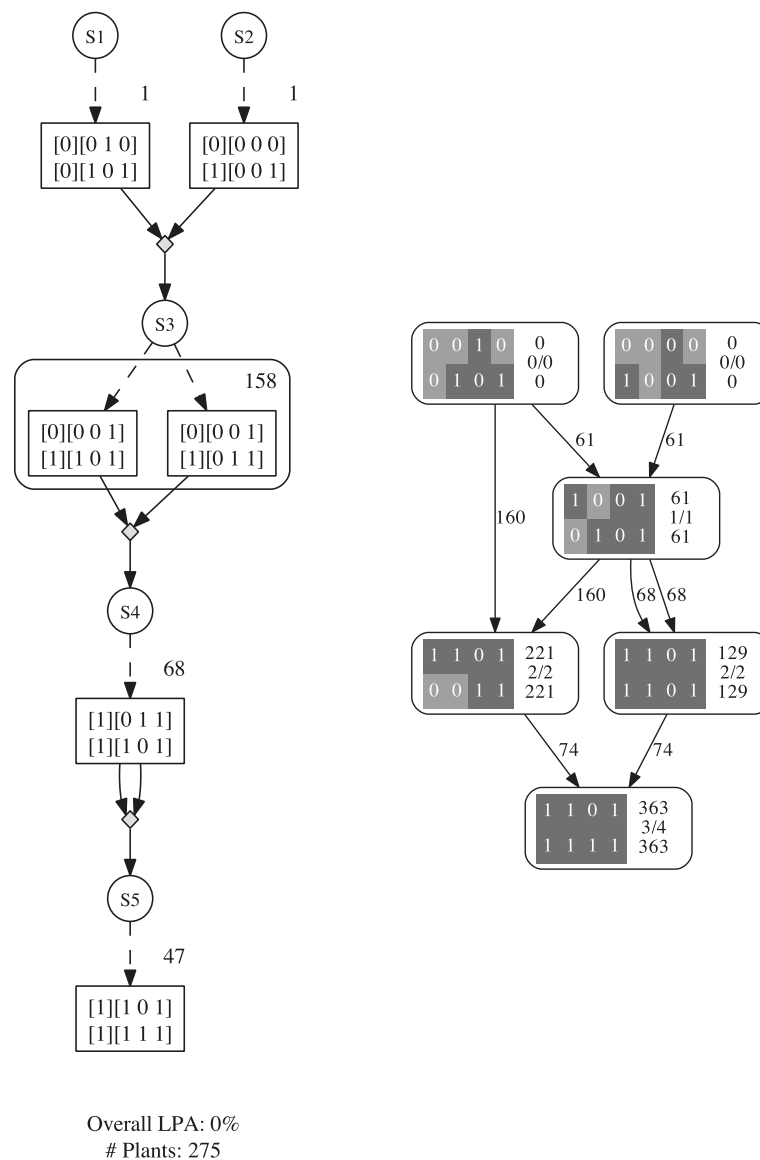 S1
S2
1
1
[0][0 1 0]
[0][1 0 1]
[0][0 0 0]
[1][0 0 1]
S3
158
[0][0 0 1]
[1][1 0 1]
[0][0 0 1]
[1][0 1 1]
S4
68
[1][0 1 1]
[1][1 0 1]
S5
47
[1][1 0 1]
[1][1 1 1]
Overall LPA: 0%
# Plants: 275
0 0 1 0
0 1 0 1
0
0/0
0
0 0 0 0
1 0 0 1
0
0/0
0
61
61
160
1 0 0 1
0 1 0 1
61
1/1
61
160
68
68
1 1 0 1
0 0 1 1
221
2/2
221
1 1 0 1
1 1 0 1
129
2/2
129
74
74
1 1 0 1
1 1 1 1
363
3/4
363